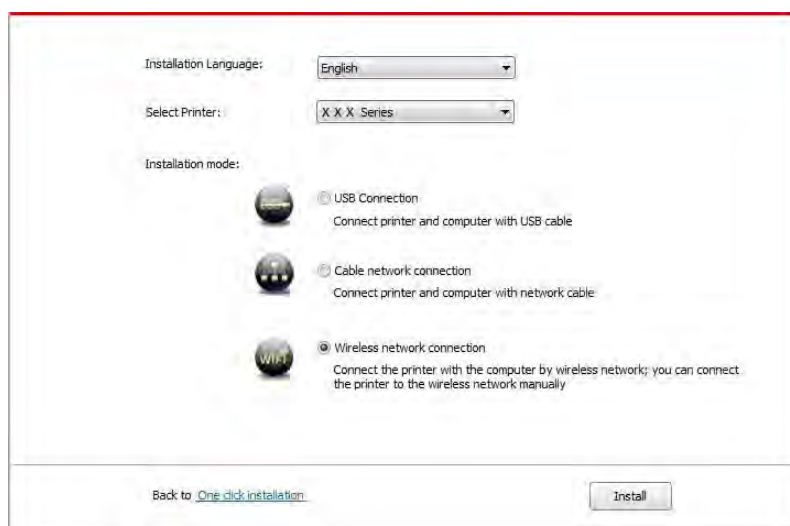 Installation Language: English
Select Printer: X X X Series
Installation mode:
USB Connection
Connect printer and computer with USB cable
Cable network connection
Connect printer and computer with network cable
WIFI
Wireless network connection
Connect the printer with the computer by wireless network; you can connect
the printer to the wireless network manually
Back to One click installation Install